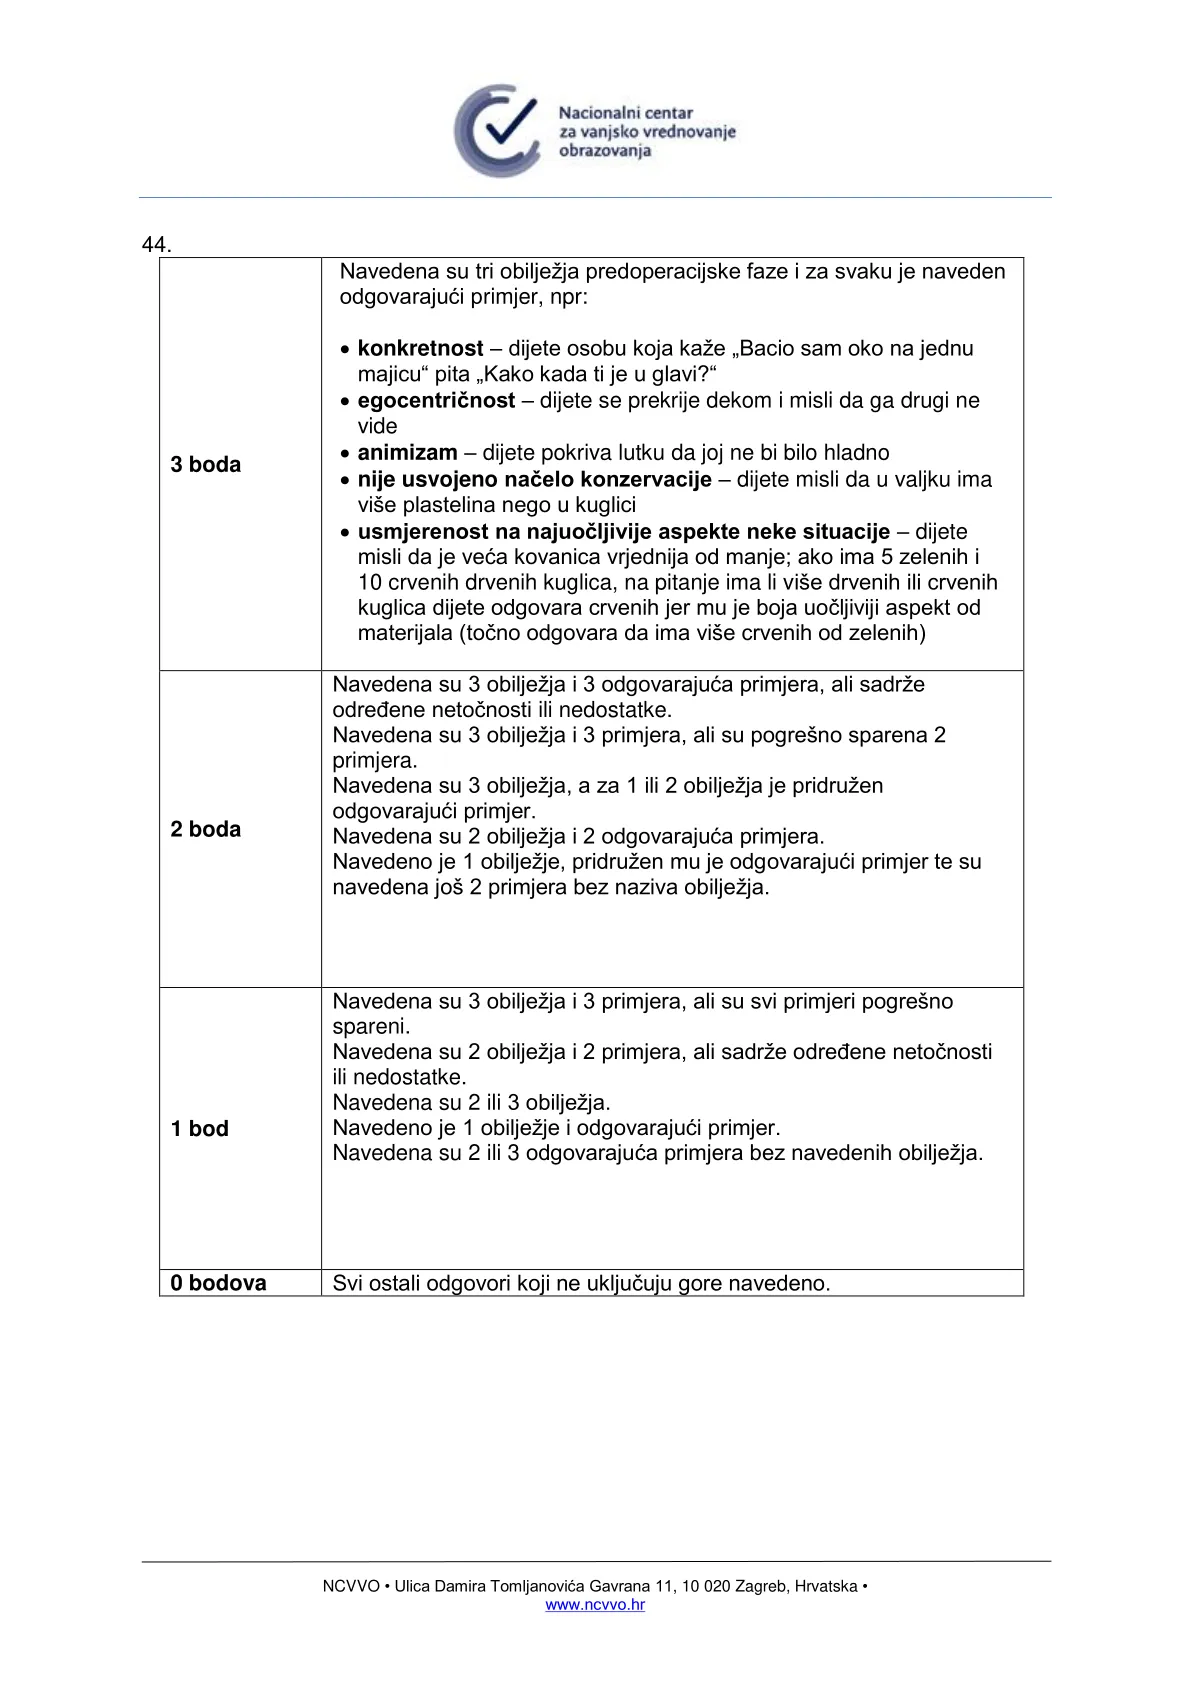 Nacionalni centar
za vanjsko vrednovanje
obrazovanja
44.
3 boda
Navedena su tri obilježja predoperacijske faze i za svaku je naveden
odgovarajući primjer, npr:
• konkretnost – dijete osobu koja kaže „Bacio sam oko na jednu
majicu“ pita „Kako kada ti je u glavi?“
• egocentričnost – dijete se prekrije dekom i misli da ga drugi ne
vide
• animizam – dijete pokriva lutku da joj ne bi bilo hladno
• nije usvojeno načelo konzervacije – dijete misli da u valjku ima
više plastelina nego u kuglici
• usmjerenost na najuočljivije aspekte neke situacije – dijete
misli da je veća kovanica vrjednija od manje; ako ima 5 zelenih i
10 crvenih drvenih kuglica, na pitanje ima li više drvenih ili crvenih
kuglica dijete odgovara crvenih jer mu je boja uočljiviji aspekt od
materijala (točno odgovara da ima više crvenih od zelenih)
2 boda
Navedena su 3 obilježja i 3 odgovarajuća primjera, ali sadrže
određene netočnosti ili nedostatke.
Navedena su 3 obilježja i 3 primjera, ali su pogrešno sparena 2
primjera.
Navedena su 3 obilježja, a za 1 ili 2 obilježja je pridružen
odgovarajući primjer.
Navedena su 2 obilježja i 2 odgovarajuća primjera.
Navedeno je 1 obilježje, pridružen mu je odgovarajući primjer te su
navedena još 2 primjera bez naziva obilježja.
1 bod
Navedena su 3 obilježja i 3 primjera, ali su svi primjeri pogrešno
spareni.
Navedena su 2 obilježja i 2 primjera, ali sadrže određene netočnosti
ili nedostatke.
Navedena su 2 ili 3 obilježja.
Navedeno je 1 obilježje i odgovarajući primjer.
Navedena su 2 ili 3 odgovarajuća primjera bez navedenih obilježja.
0 bodova
Svi ostali odgovori koji ne uključuju gore navedeno.
NCVVO • Ulica Damira Tomljanovića Gavrana 11, 10 020 Zagreb, Hrvatska •
www.ncvvo.hr